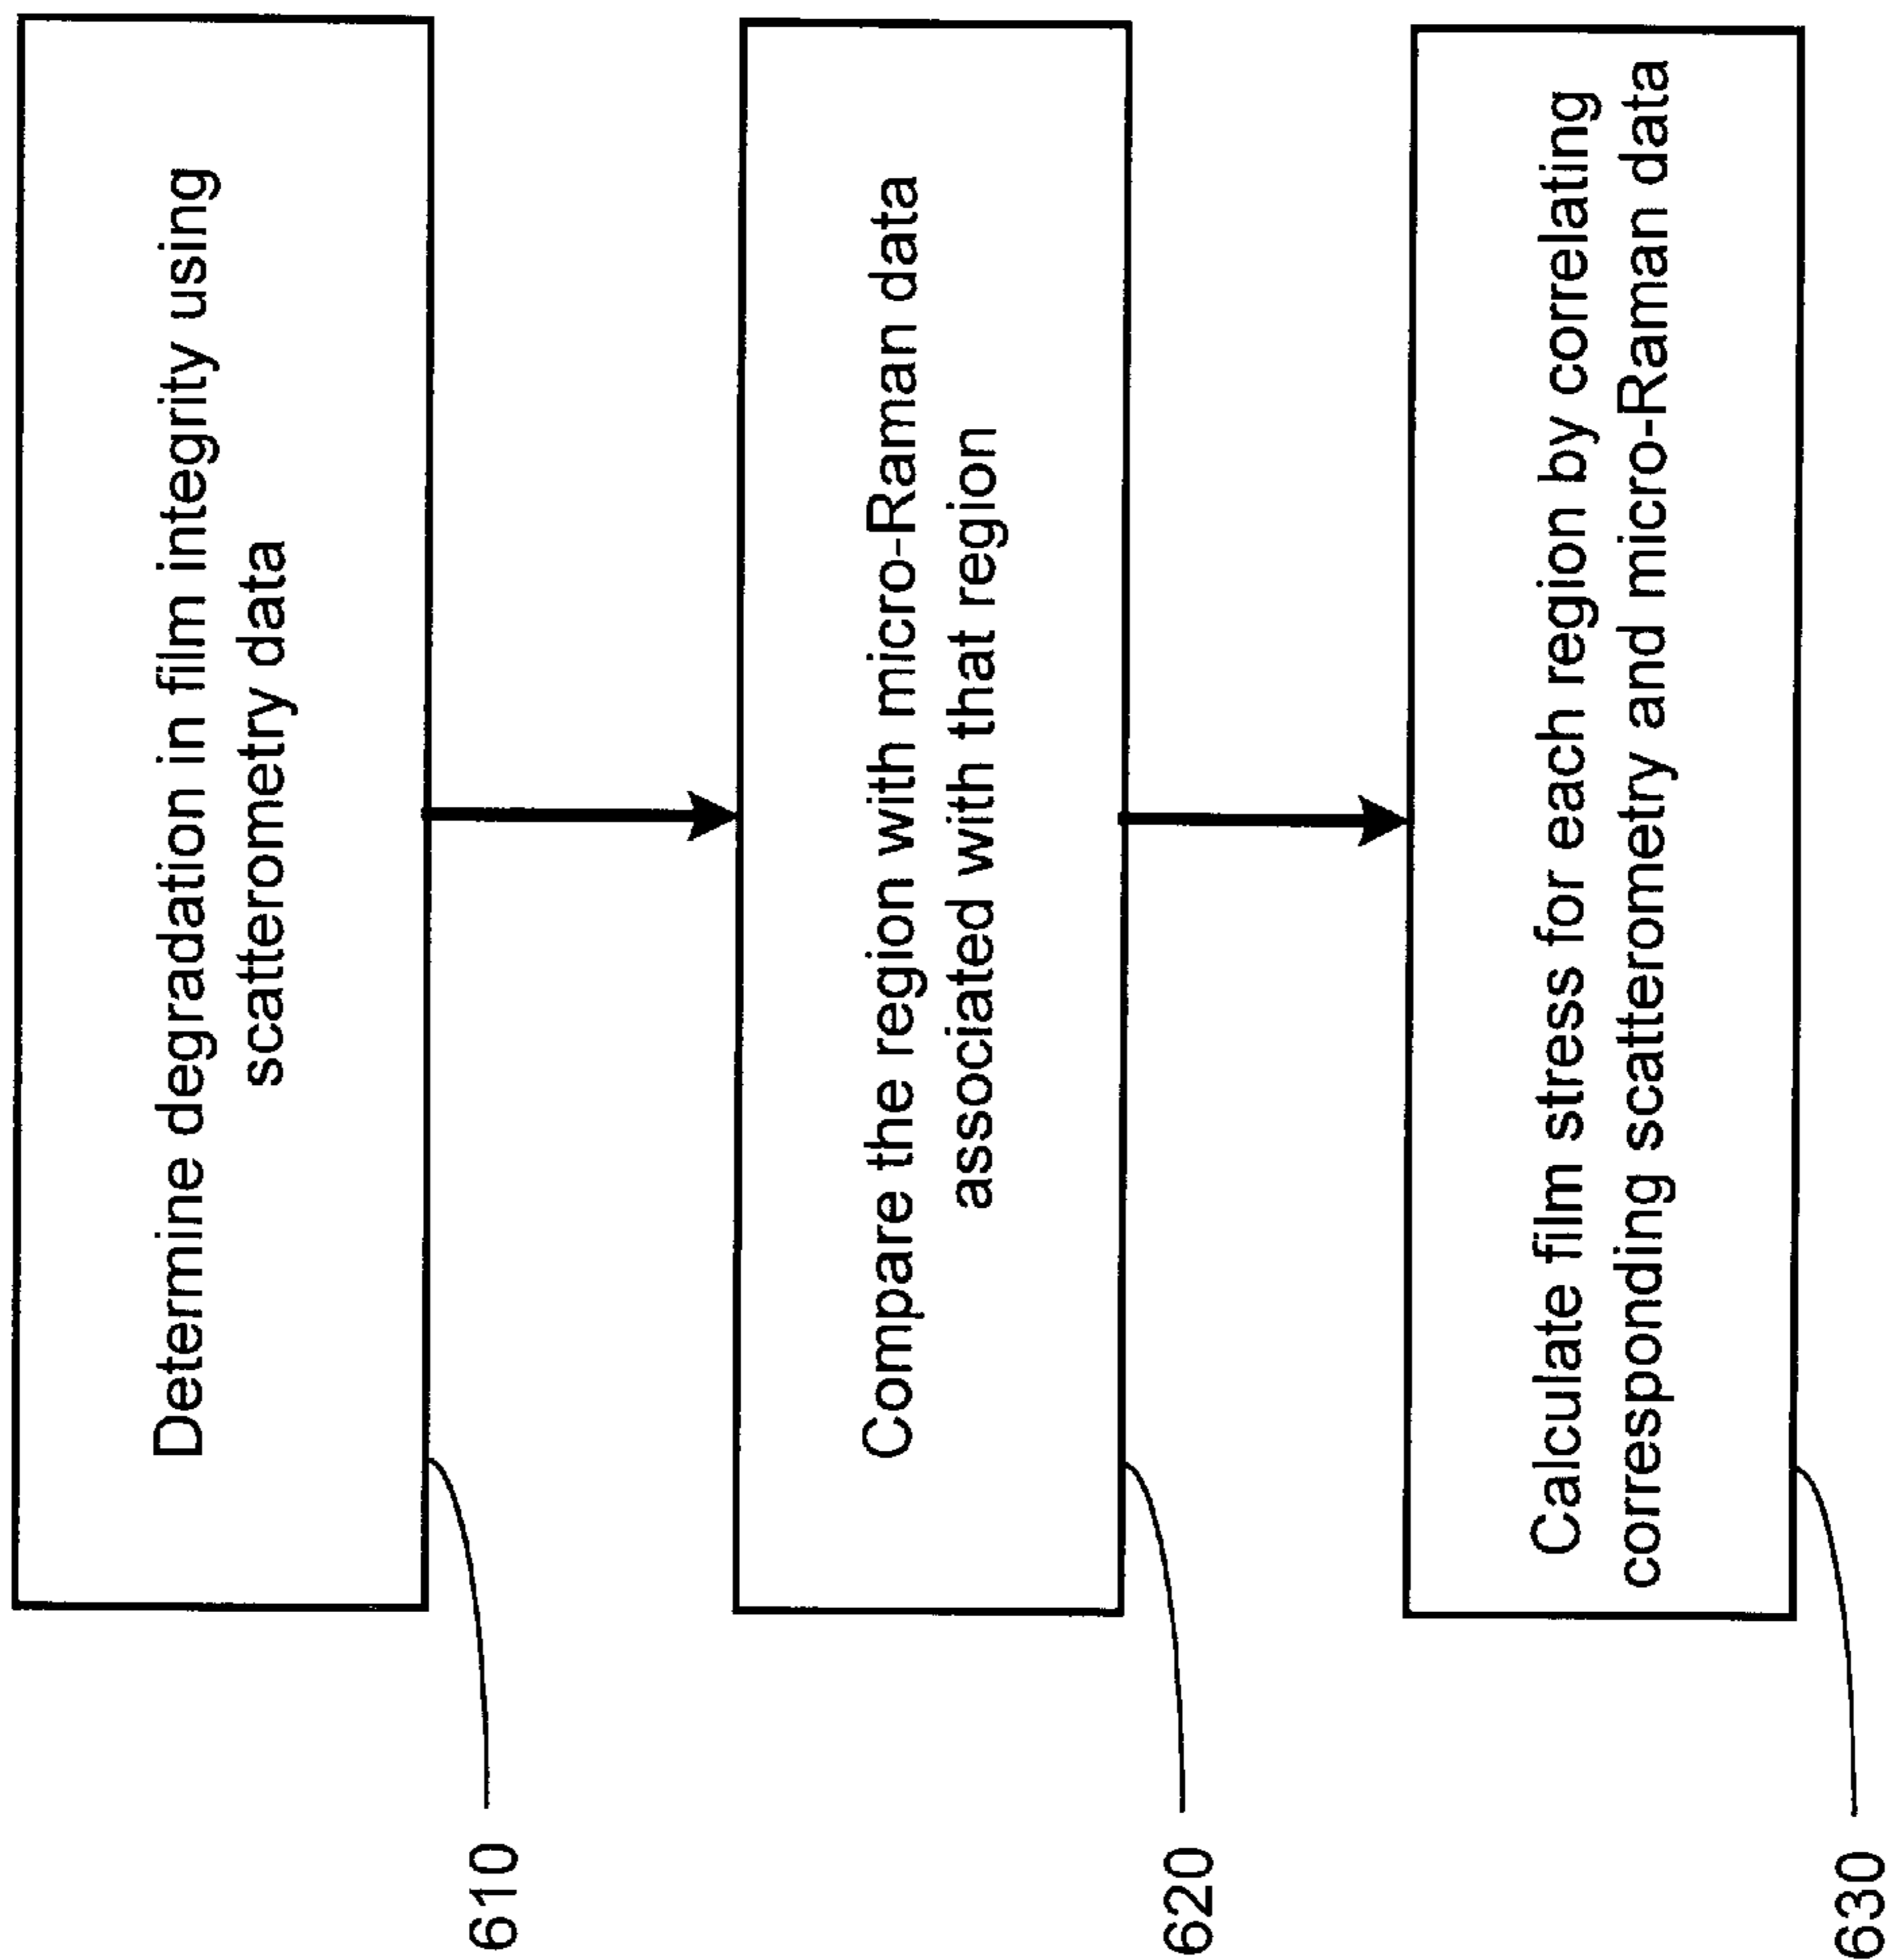 Determine degradation in film integrity using
scatterometry data
610
Compare the region with micro-Raman data
associated with that region
620
Calculate film stress for each region by correlating
corresponding scatterometry and micro-Raman data
630